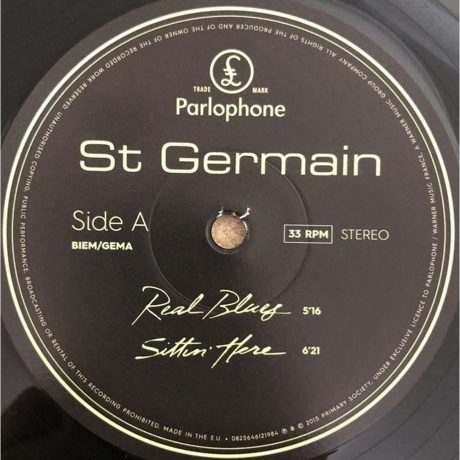 £
TRADE MARK
Parlophone
St Germain
Side A
BIEM/GEMA
33 RPM STEREO
Real Blues 5'16
Sittin' Here 6'21
ALL RIGHTS OF THE PRODUCER AND OF THE OWNER OF THE RECORDED WORK RESERVED. UNAUTHORISED COPYING, PUBLIC PERFORMANCE, BROADCASTING OR RENTAL OF THIS RECORDING PROHIBITED. MADE IN THE E.U. • 0825646121984 ℗ & © 2015 PRIMARY SOCIETY, UNDER EXCLUSIVE LICENCE TO PARLOPHONE / WARNER MUSIC FRANCE, A WARNER MUSIC GROUP COMPANY.